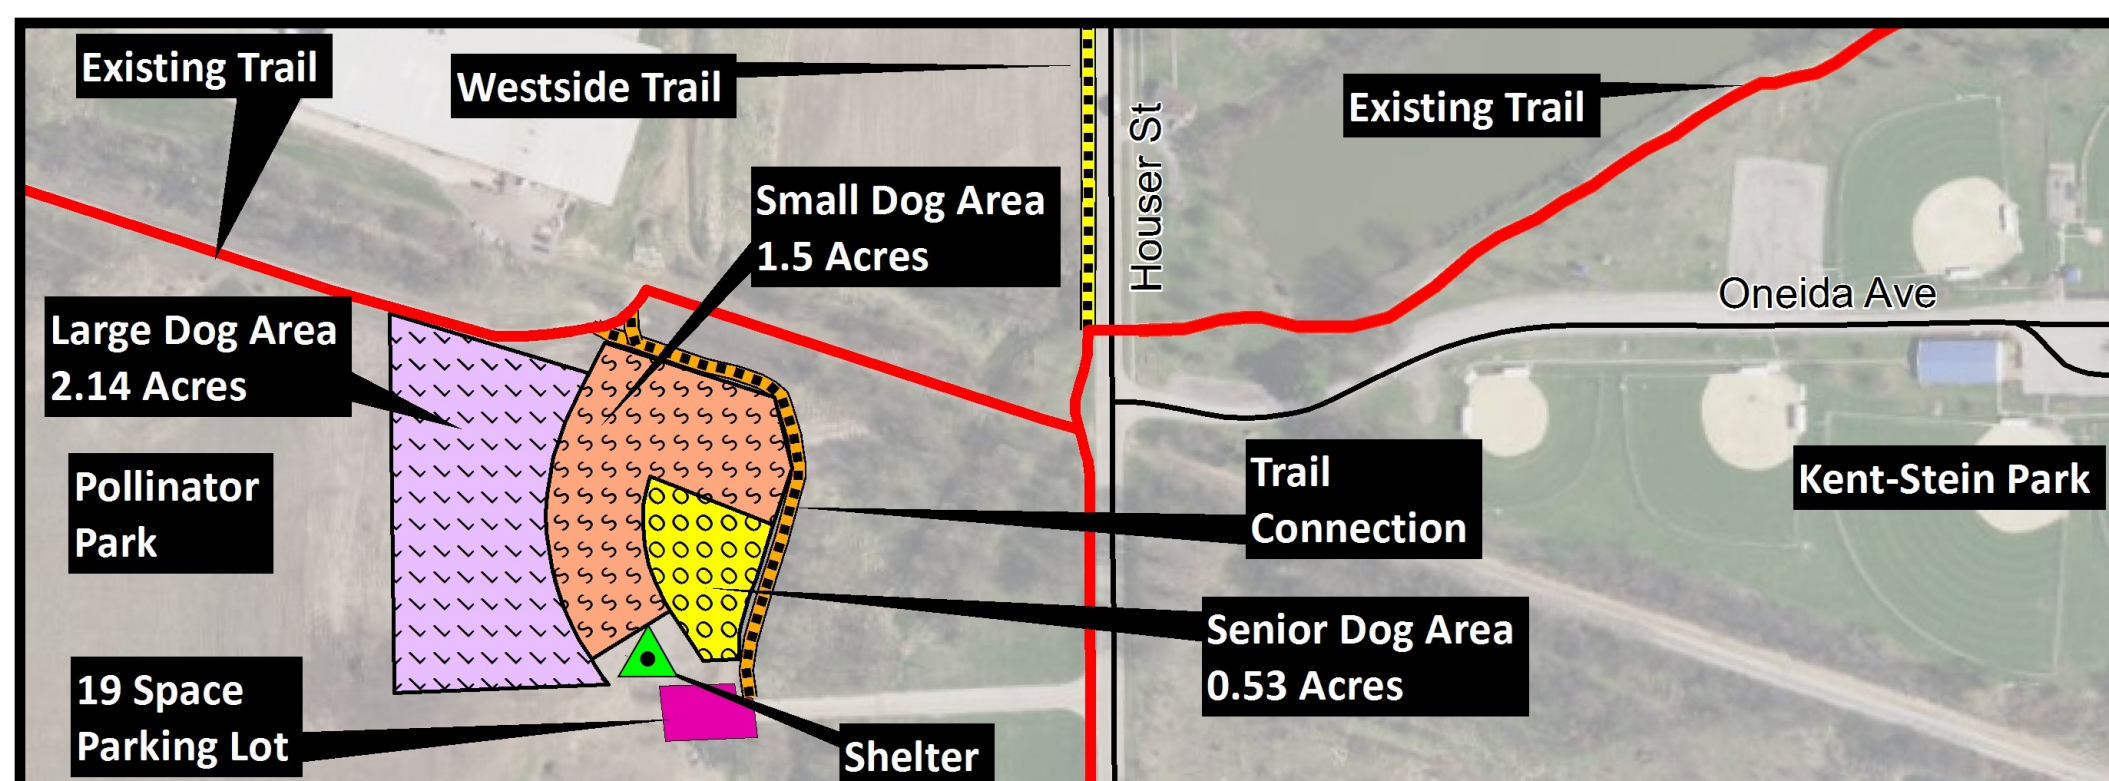 Existing Trail
Westside Trail
Existing Trail
Houser St
Small Dog Area
1.5 Acres
Oneida Ave
Large Dog Area
2.14 Acres
Pollinator
Park
Trail
Connection
Kent-Stein Park
Senior Dog Area
0.53 Acres
19 Space
Parking Lot
Shelter